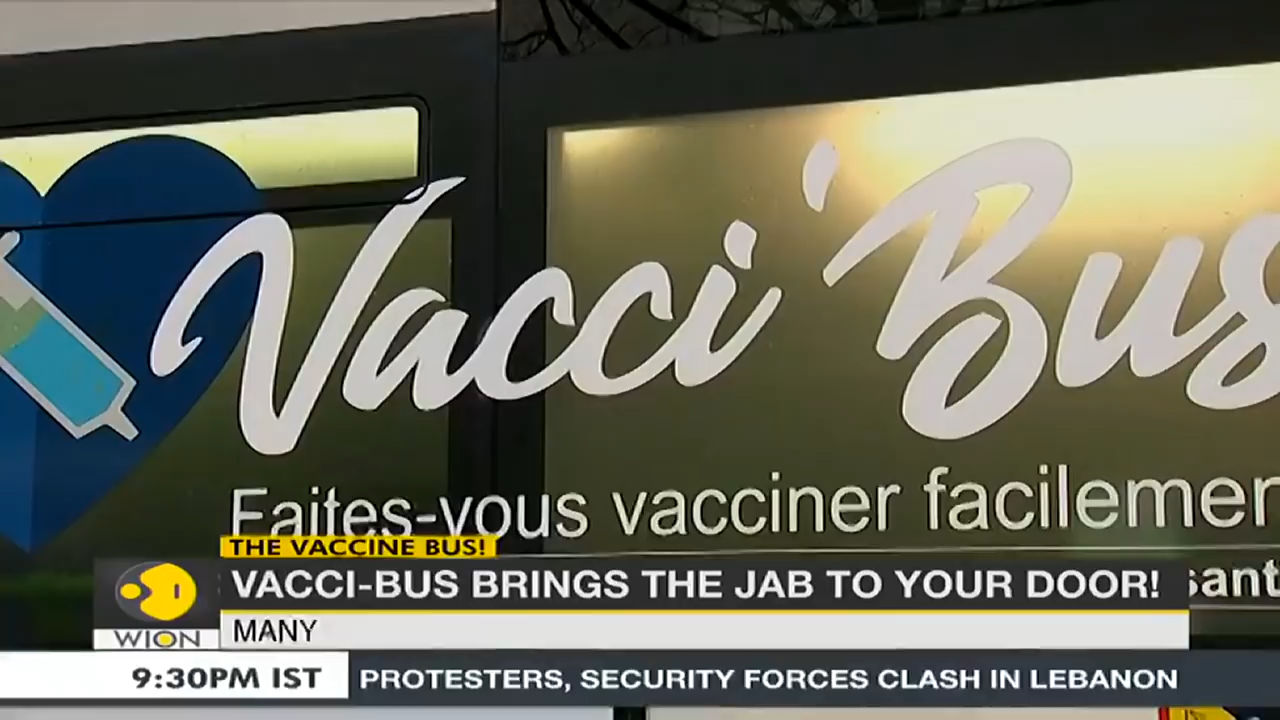 Vacci'Bus
Faites-vous vacciner
THE VACCINE BUS!
VACCI-BUS BRINGS THE JAB TO YOUR DOOR!
WION
MANY
9:30PM IST
PROTESTERS, SECURITY FORCES CLASH IN LEBANON